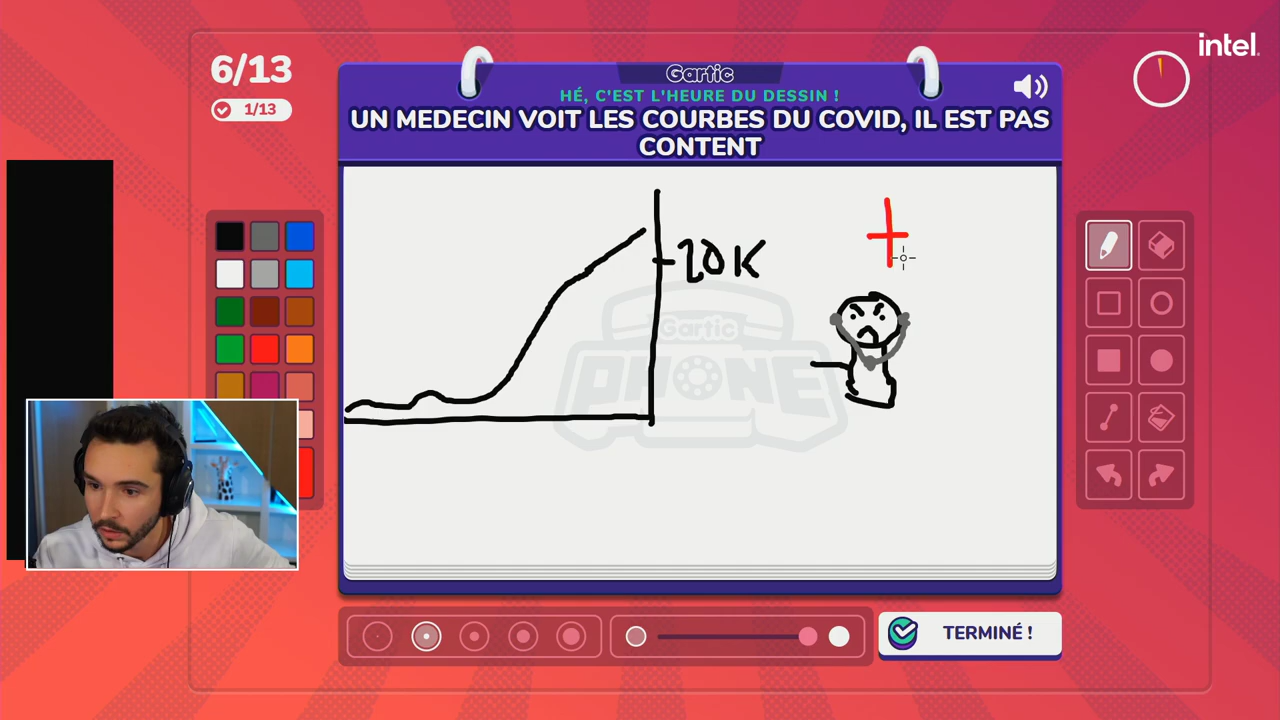 intel.
6/13
1/13
Gartic
HÉ, C'EST L'HEURE DU DESSIN !
UN MEDECIN VOIT LES COURBES DU COVID, IL EST PAS
CONTENT
20K
Gartic
PHONE
TERMINÉ !